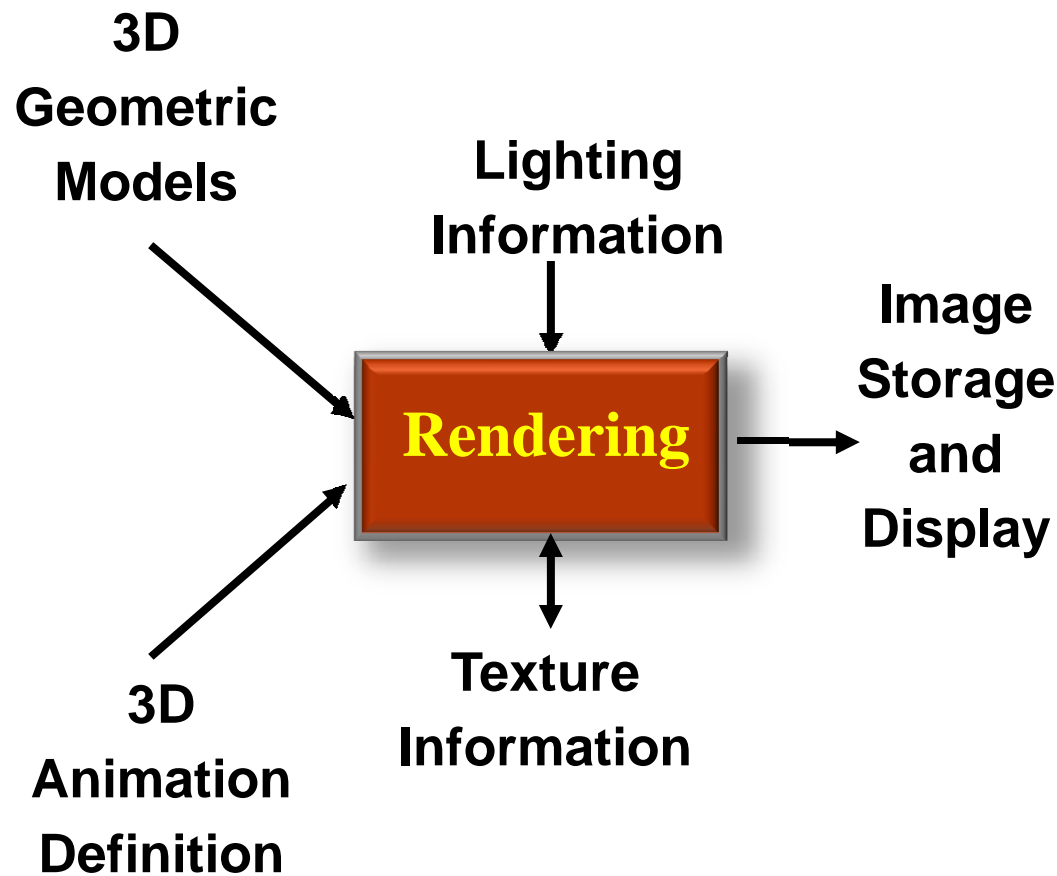 3D
Geometric
Models
Lighting
Information
Image
Storage
and
Display
Rendering
3D
Animation
Definition
Texture
Information